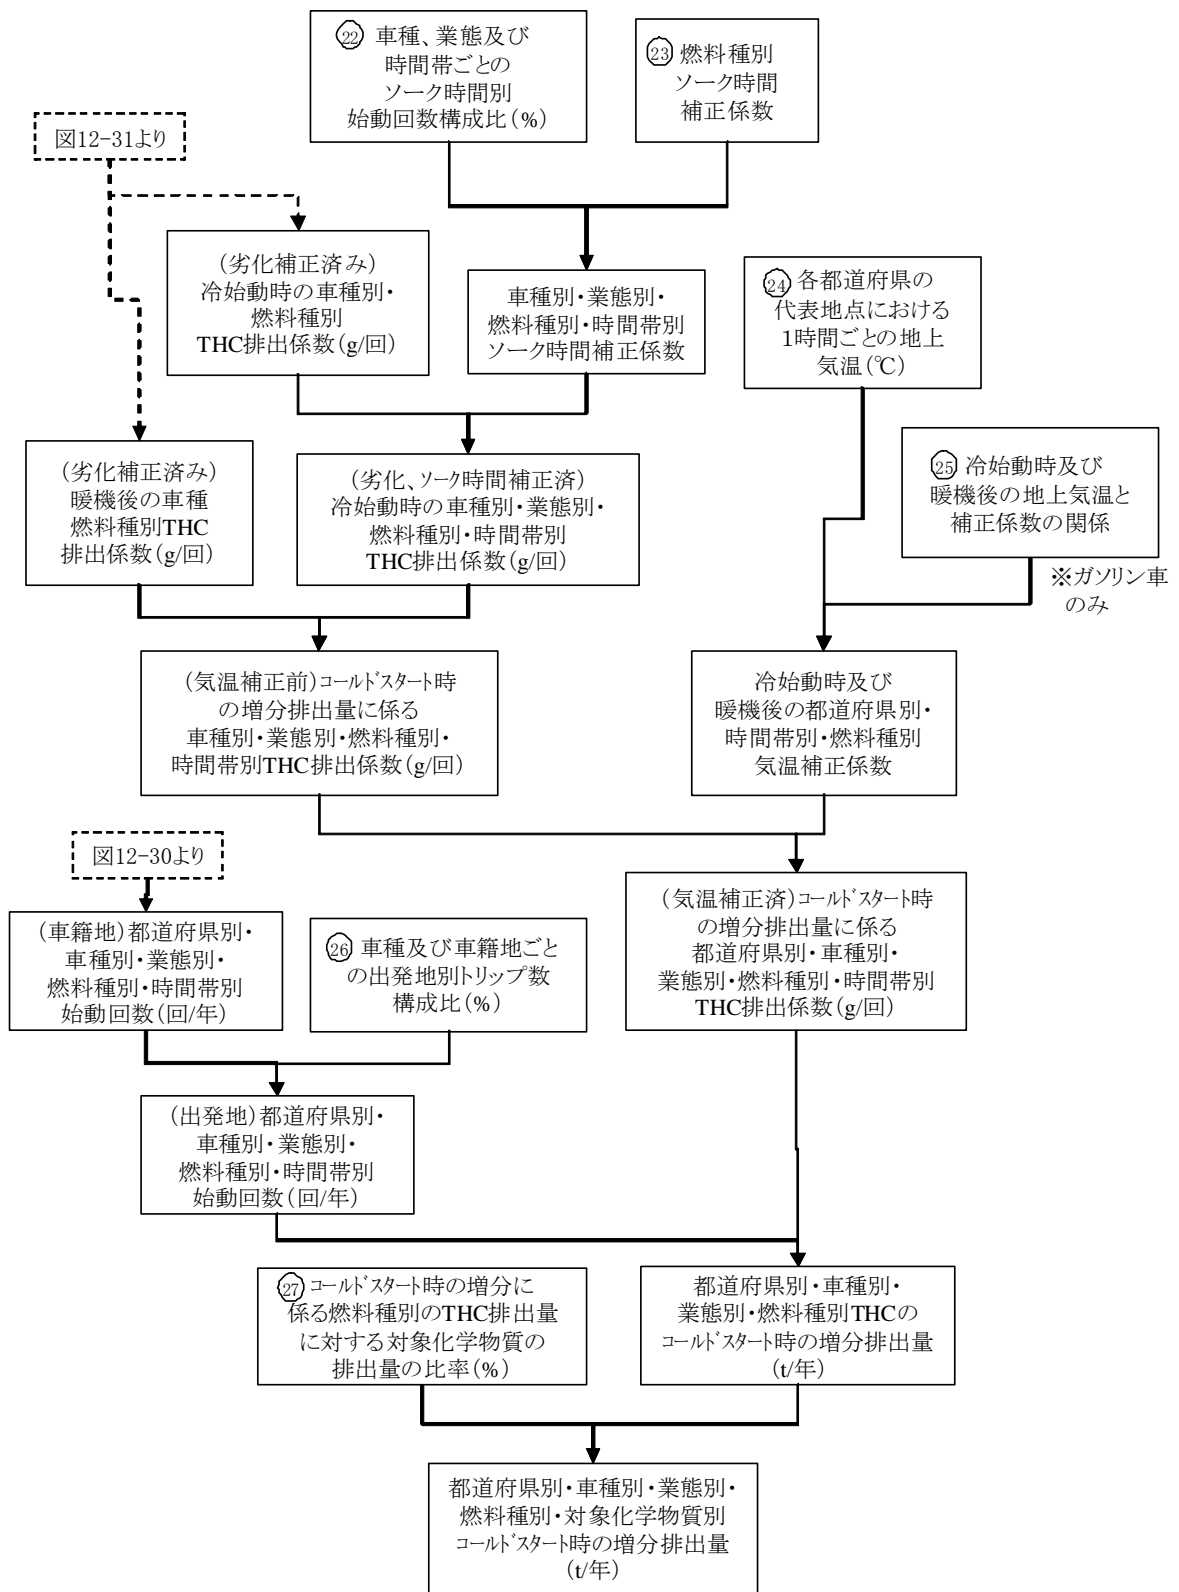 ㉒ 車種、業態及び
時間帯ごとの
ソーク時間別
始動回数構成比(%)
㉓ 燃料種別
ソーク時間
補正係数
図12-31より
(劣化補正済み)
冷始動時の車種別・
燃料種別
THC排出係数(g/回)
車種別・業態別・
燃料種別・時間帯別
ソーク時間補正係数
㉔ 各都道府県の
代表地点における
1時間ごとの地上
気温(℃)
(劣化補正済み)
暖機後の車種
燃料種別THC
排出係数(g/回)
(劣化、ソーク時間補正済)
冷始動時の車種別・業態別・
燃料種別・時間帯別
THC排出係数(g/回)
㉕ 冷始動時及び
暖機後の地上気温と
補正係数の関係
※ガソリン車
のみ
(気温補正前)コールドスタート時
の増分排出量に係る
車種別・業態別・燃料種別・
時間帯別THC排出係数(g/回)
冷始動時及び
暖機後の都道府県別・
時間帯別・燃料種別
気温補正係数
図12-30より
(車籍地)都道府県別・
車種別・業態別・
燃料種別・時間帯別
始動回数(回/年)
㉖ 車種及び車籍地ごと
の出発地別トリップ数
構成比(%)
(気温補正済)コールドスタート時
の増分排出量に係る
都道府県別・車種別・
業態別・燃料種別・時間帯別
THC排出係数(g/回)
(出発地)都道府県別・
車種別・業態別・
燃料種別・時間帯別
始動回数(回/年)
㉗ コールドスタート時の増分に
係る燃料種別のTHC排出量
に対する対象化学物質の
排出量の比率(%)
都道府県別・車種別・
業態別・燃料種別THCの
コールドスタート時の増分排出量
(t/年)
都道府県別・車種別・業態別・
燃料種別・対象化学物質別
コールドスタート時の増分排出量
(t/年)